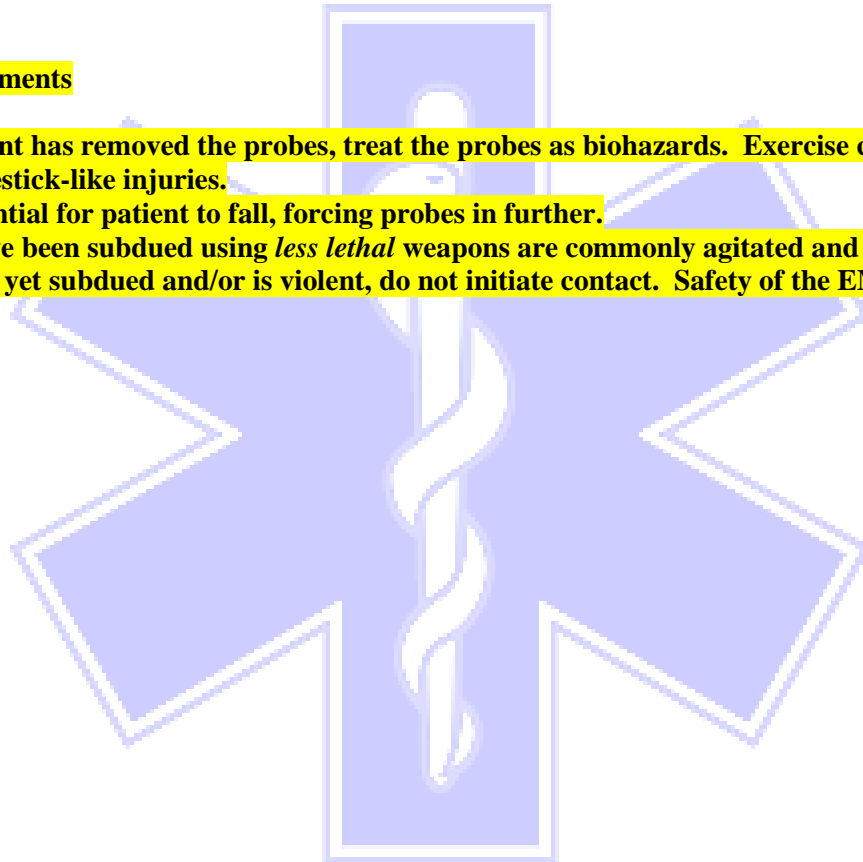 ments
nt has removed the probes, treat the probes as biohazards.  Exercise
estick-like injuries.
ntial for patient to fall, forcing probes in further.
ve been subdued using less lethal weapons are commonly agitated and
yet subdued and/or is violent, do not initiate contact.  Safety of the